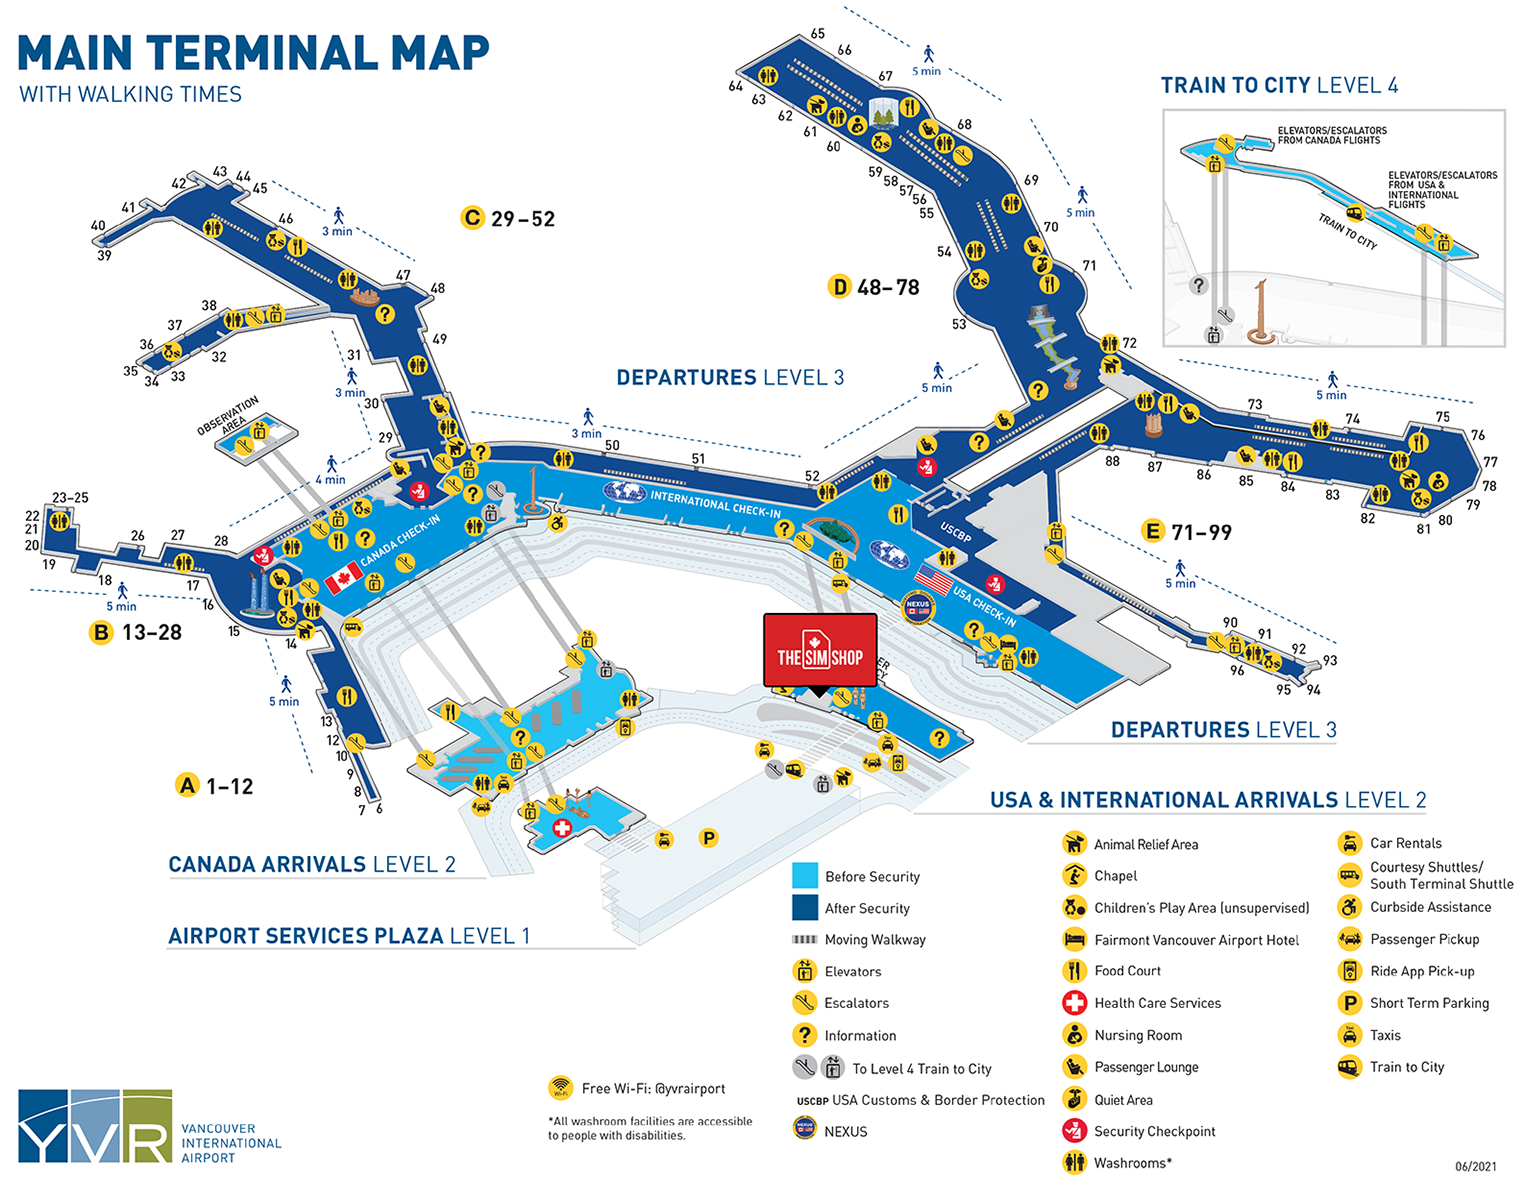 MAIN TERMINAL MAP
WITH WALKING TIMES
TRAIN TO CITY LEVEL 4
ELEVATORS/ESCALATORS
FROM CANADA FLIGHTS
ELEVATORS/ESCALATORS
FROM USA &
INTERNATIONAL
FLIGHTS
TRAIN TO CITY
?
C 29-52
D 48-78
E 71-99
B 13-28
A 1-12
DEPARTURES LEVEL 3
65
66
67
64
63
62
61
60
68
59
58
57
56
55
69
70
54
71
53
72
5 min
5 min
5 min
43
44
42
45
41
46
40
39
47
48
38
37
36
35
34
33
32
49
31
30
29
3 min
3 min
3 min
4 min
OBSERVATION
AREA
50
51
52
73
74
75
76
77
78
79
80
81
82
83
84
85
86
87
88
5 min
23-25
22
21
20
19
18
26
27
17
28
16
15
14
5 min
13
12
10
9
8
7
6
5 min
90
91
92
93
94
95
96
5 min
CANADA CHECK-IN
INTERNATIONAL CHECK-IN
USCBP
USA CHECK-IN
NEXUS
THE SIM SHOP
DEPARTURES LEVEL 3
USA & INTERNATIONAL ARRIVALS LEVEL 2
CANADA ARRIVALS LEVEL 2
AIRPORT SERVICES PLAZA LEVEL 1
P
Before Security
After Security
Moving Walkway
Elevators
Escalators
? Information
To Level 4 Train to City
USCBP USA Customs & Border Protection
NEXUS NEXUS
Animal Relief Area
Chapel
Children's Play Area (unsupervised)
Fairmont Vancouver Airport Hotel
Food Court
Health Care Services
Nursing Room
Passenger Lounge
Quiet Area
Security Checkpoint
Washrooms*
Car Rentals
Courtesy Shuttles/
South Terminal Shuttle
Curbside Assistance
Passenger Pickup
Ride App Pick-up
P Short Term Parking
Taxis
Train to City
Wi-Fi Free Wi-Fi: @yvrairport
*All washroom facilities are accessible
to people with disabilities.
YVR
VANCOUVER
INTERNATIONAL
AIRPORT
06/2021